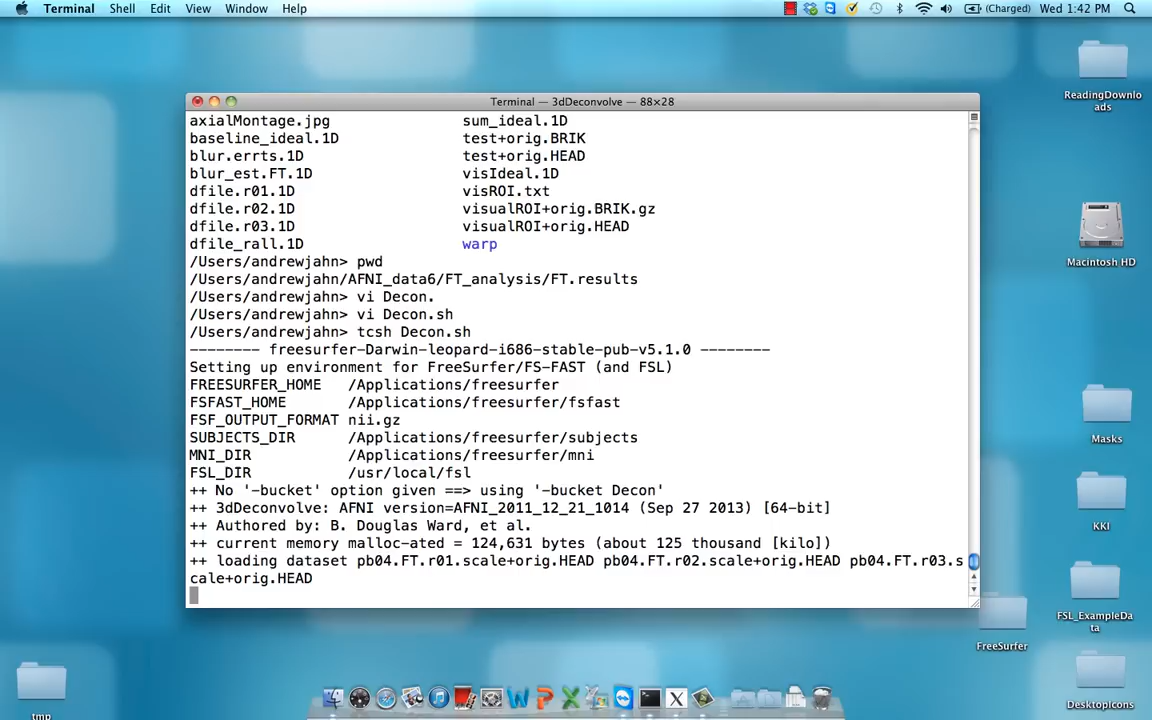 Terminal Shell Edit View Window Help (Charged) Wed 1:42 PM
Terminal — 3dDeconvolve — 88×28
axialMontage.jpg sum_ideal.1D
baseline_ideal.1D test+orig.BRIK
blur.errts.1D test+orig.HEAD
blur_est.FT.1D visIdeal.1D
dfile.r01.1D visROI.txt
dfile.r02.1D visualROI+orig.BRIK.gz
dfile.r03.1D visualROI+orig.HEAD
dfile_rall.1D warp
/Users/andrewjahn> pwd
/Users/andrewjahn/AFNI_data6/FT_analysis/FT.results
/Users/andrewjahn> vi Decon.
/Users/andrewjahn> vi Decon.sh
/Users/andrewjahn> tcsh Decon.sh
-------- freesurfer-Darwin-leopard-i686-stable-pub-v5.1.0 --------
Setting up environment for FreeSurfer/FS-FAST (and FSL)
FREESURFER_HOME /Applications/freesurfer
FSFAST_HOME /Applications/freesurfer/fsfast
FSF_OUTPUT_FORMAT nii.gz
SUBJECTS_DIR /Applications/freesurfer/subjects
MNI_DIR /Applications/freesurfer/mni
FSL_DIR /usr/local/fsl
++ No '-bucket' option given ==> using '-bucket Decon'
++ 3dDeconvolve: AFNI version=AFNI_2011_12_21_1014 (Sep 27 2013) [64-bit]
++ Authored by: B. Douglas Ward, et al.
++ current memory malloc-ated = 124,631 bytes (about 125 thousand [kilo])
++ loading dataset pb04.FT.r01.scale+orig.HEAD pb04.FT.r02.scale+orig.HEAD pb04.FT.r03.s
cale+orig.HEAD
ReadingDownlo
ads
Macintosh HD
Masks
KKI
FSL_ExampleDa
ta
FreeSurfer
DesktopIcons
tmp